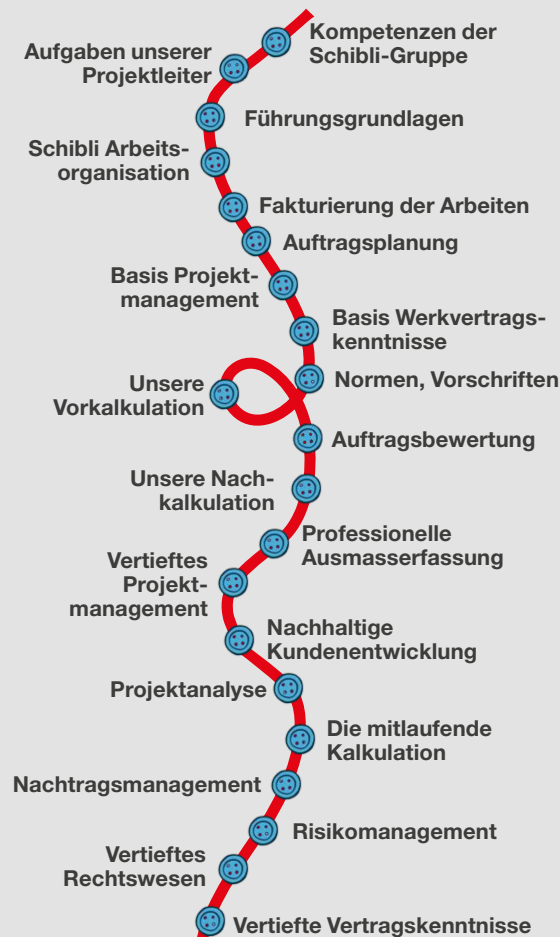 Kompetenzen der
Schibli-Gruppe
Aufgaben unserer
Projektleiter
Führungsgrundlagen
Schibli Arbeits-
organisation
Fakturierung der Arbeiten
Auftragsplanung
Basis Projekt-
management
Basis Werkvertrags-
kenntnisse
Normen, Vorschriften
Unsere
Vorkalkulation
Auftragsbewertung
Unsere Nach-
kalkulation
Professionelle
Ausmasserfassung
Vertieftes
Projekt-
management
Nachhaltige
Kundenentwicklung
Projektanalyse
Die mitlaufende
Kalkulation
Nachtragsmanagement
Risikomanagement
Vertieftes
Rechtswesen
Vertiefte Vertragskenntnisse